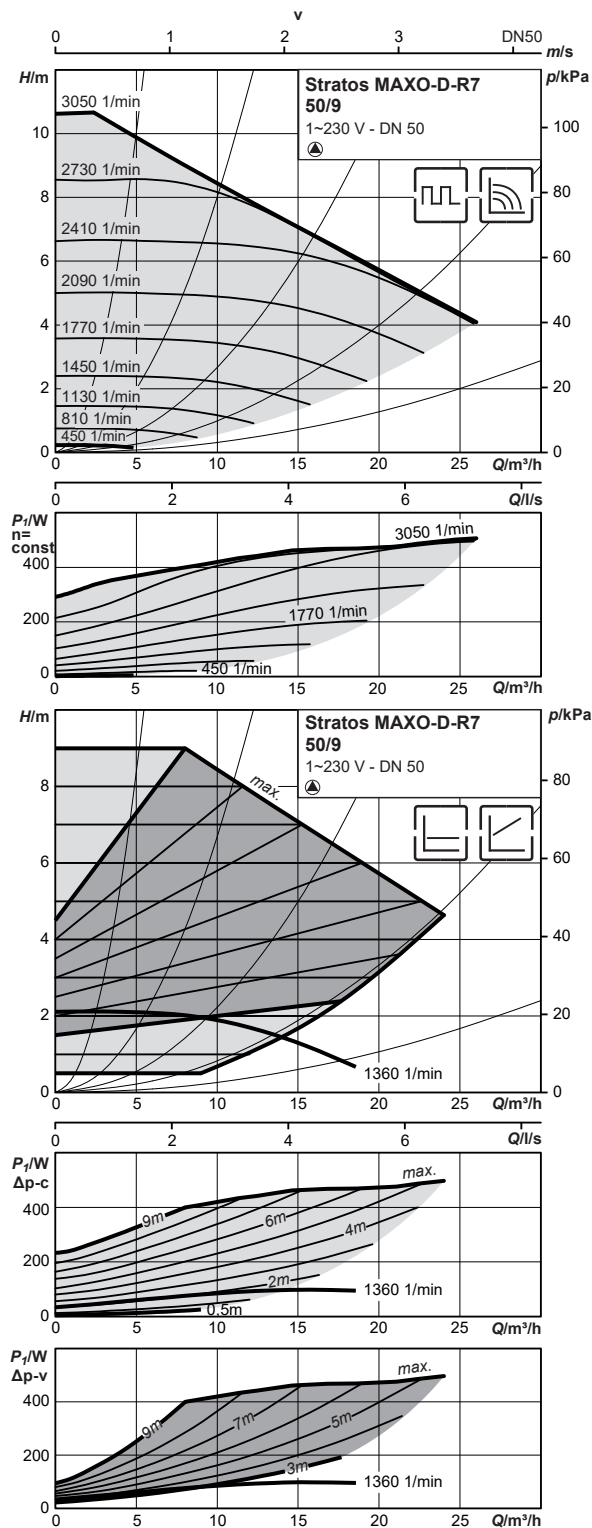 v
0 1 2 3 DN50
m/s
H/m p/kPa
Stratos MAXO-D-R7
50/9
1~230 V - DN 50
3050 1/min
10 100
2730 1/min
8 80
2410 1/min
6 60
2090 1/min
4 1770 1/min 40
1450 1/min
2 20
1130 1/min
810 1/min
450 1/min
0 0
0 5 10 15 20 25
Q/m³/h
0 2 4 6 Q/l/s
P₁/W
n=
const
3050 1/min
400
1770 1/min
200
450 1/min
0
0 5 10 15 20 25
Q/m³/h
H/m p/kPa
Stratos MAXO-D-R7
50/9
1~230 V - DN 50
max.
8 80
6 60
4 40
2 20
1360 1/min
0 0
0 5 10 15 20 25
Q/m³/h
0 2 4 6 Q/l/s
P₁/W
Δp-c
max.
400
9m 6m 4m
200
2m 1360 1/min
0.5m
0
0 5 10 15 20 25
Q/m³/h
P₁/W
Δp-v
max.
400
9m 7m 5m
200
3m
1360 1/min
0
0 5 10 15 20 25
Q/m³/h